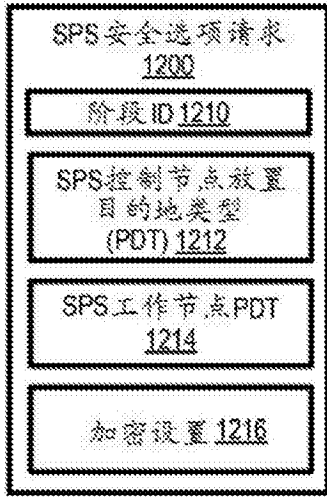 SPS安全选项请求
1200
阶段ID 1210
SPS控制节点放置
目的地类型
(PDT) 1212
SPS工作节点PDT
1214
加密设置 1216